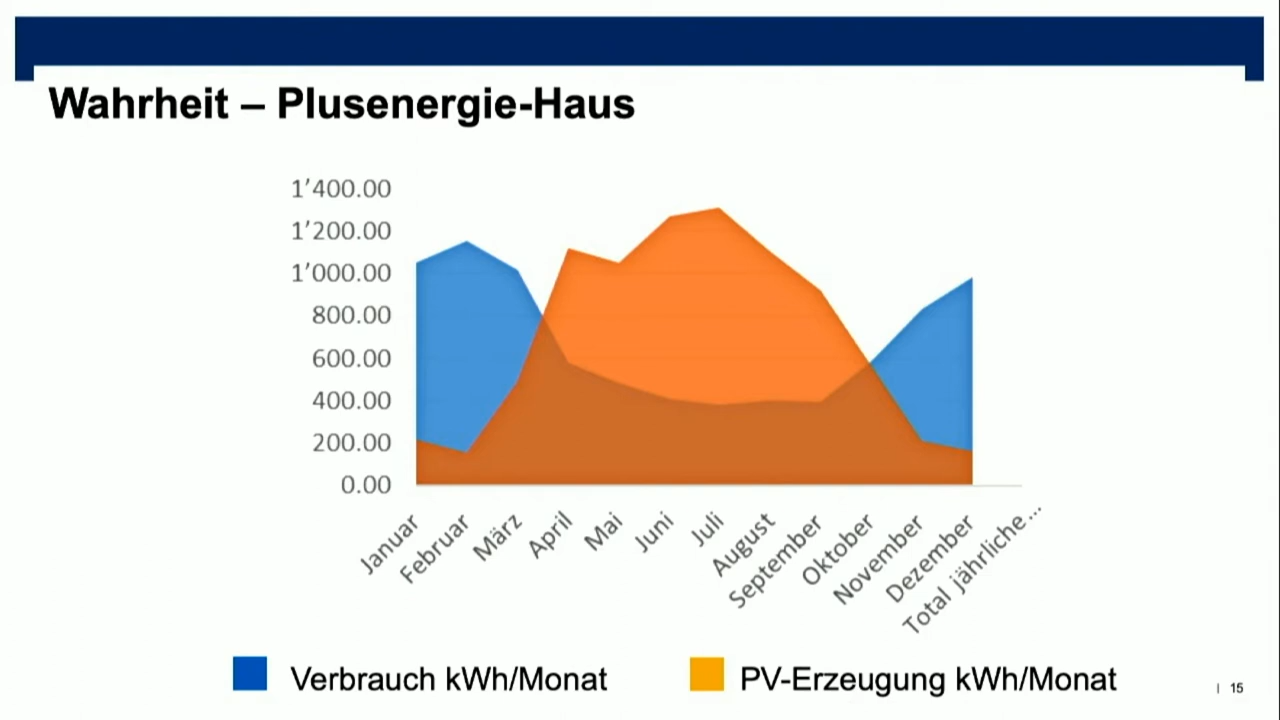 Wahrheit – Plusenergie-Haus
1’400.00
1’200.00
1’000.00
800.00
600.00
400.00
200.00
0.00
Januar
Februar
März
April
Mai
Juni
Juli
August
September
Oktober
November
Dezember
Total jährliche...
Verbrauch kWh/Monat
PV-Erzeugung kWh/Monat
| 15